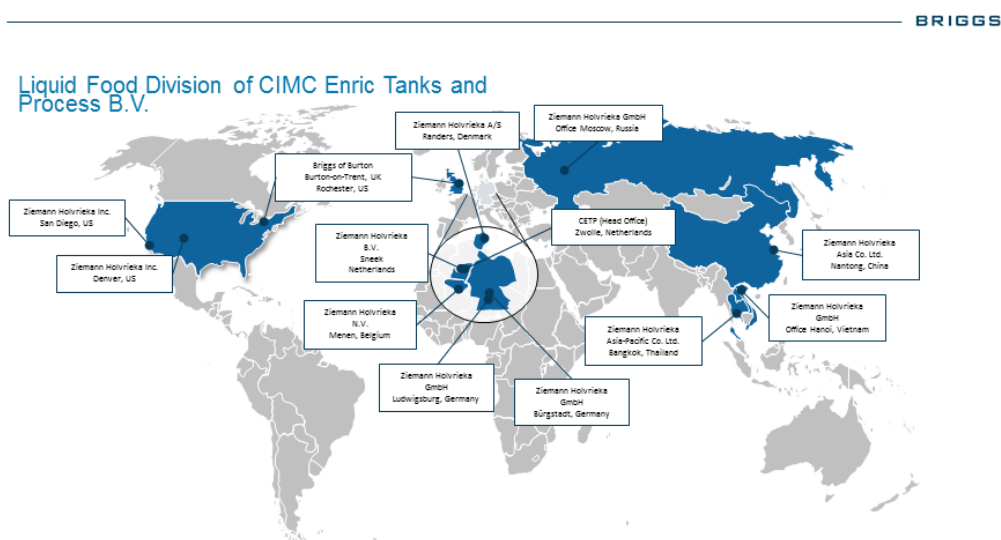 BRIGGS
Liquid Food Division of CIMC Enric Tanks and
Process B.V.
Ziemann Holvrieka A/S
Randers, Denmark
Ziemann Holvrieka GmbH
Office Moscow, Russia
Briggs of Burton
Burton-on-Trent, UK
Rochester, US
Ziemann Holvrieka Inc.
San Diego, US
Ziemann Holvrieka Inc.
Denver, US
Ziemann Holvrieka
B.V.
Sneek
Netherlands
CETP (Head Office)
Zwolle, Netherlands
Ziemann Holvrieka
Asia Co. Ltd.
Nantong, China
Ziemann Holvrieka
N.V.
Menen, Belgium
Ziemann Holvrieka
GmbH
Office Hanoi, Vietnam
Ziemann Holvrieka
Asia-Pacific Co. Ltd.
Bangkok, Thailand
Ziemann Holvrieka
GmbH
Ludwigsburg, Germany
Ziemann Holvrieka
GmbH
Bürgstadt, Germany